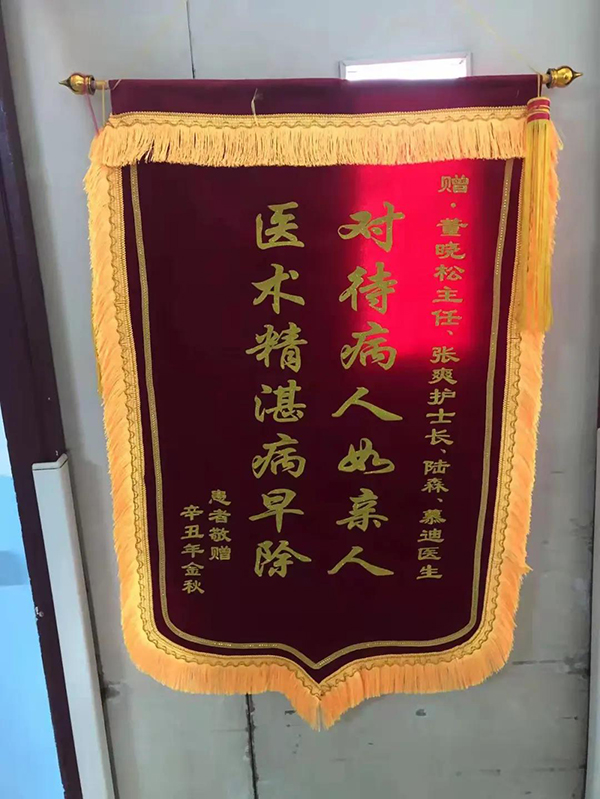 赠·董晓松主任、张爽护士长、陆森、慕迪医生
对待病人如亲人
医术精湛病早除
患者敬赠
辛丑年金秋